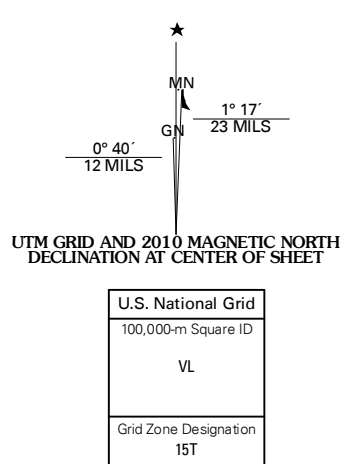 MN
1° 17´
23 MILS
GN
0° 40´
12 MILS
UTM GRID AND 2010 MAGNETIC NORTH
DECLINATION AT CENTER OF SHEET
U.S. National Grid
100,000-m Square ID
VL
Grid Zone Designation
15T